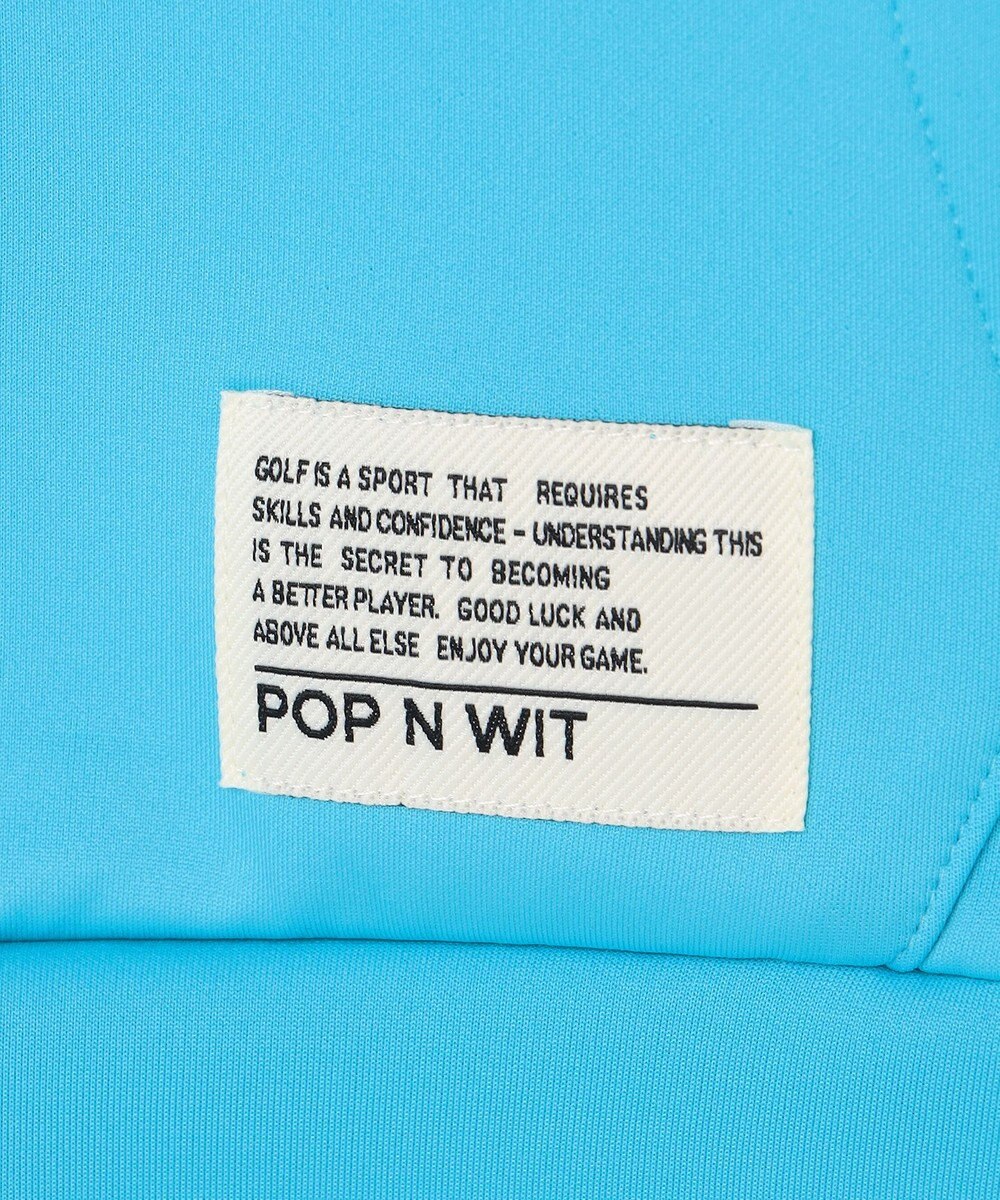 GOLF IS A SPORT THAT REQUIRES
SKILLS AND CONFIDENCE - UNDERSTANDING THIS
IS THE SECRET TO BECOMING
A BETTER PLAYER. GOOD LUCK AND
ABOVE ALL ELSE ENJOY YOUR GAME.
POP N WIT